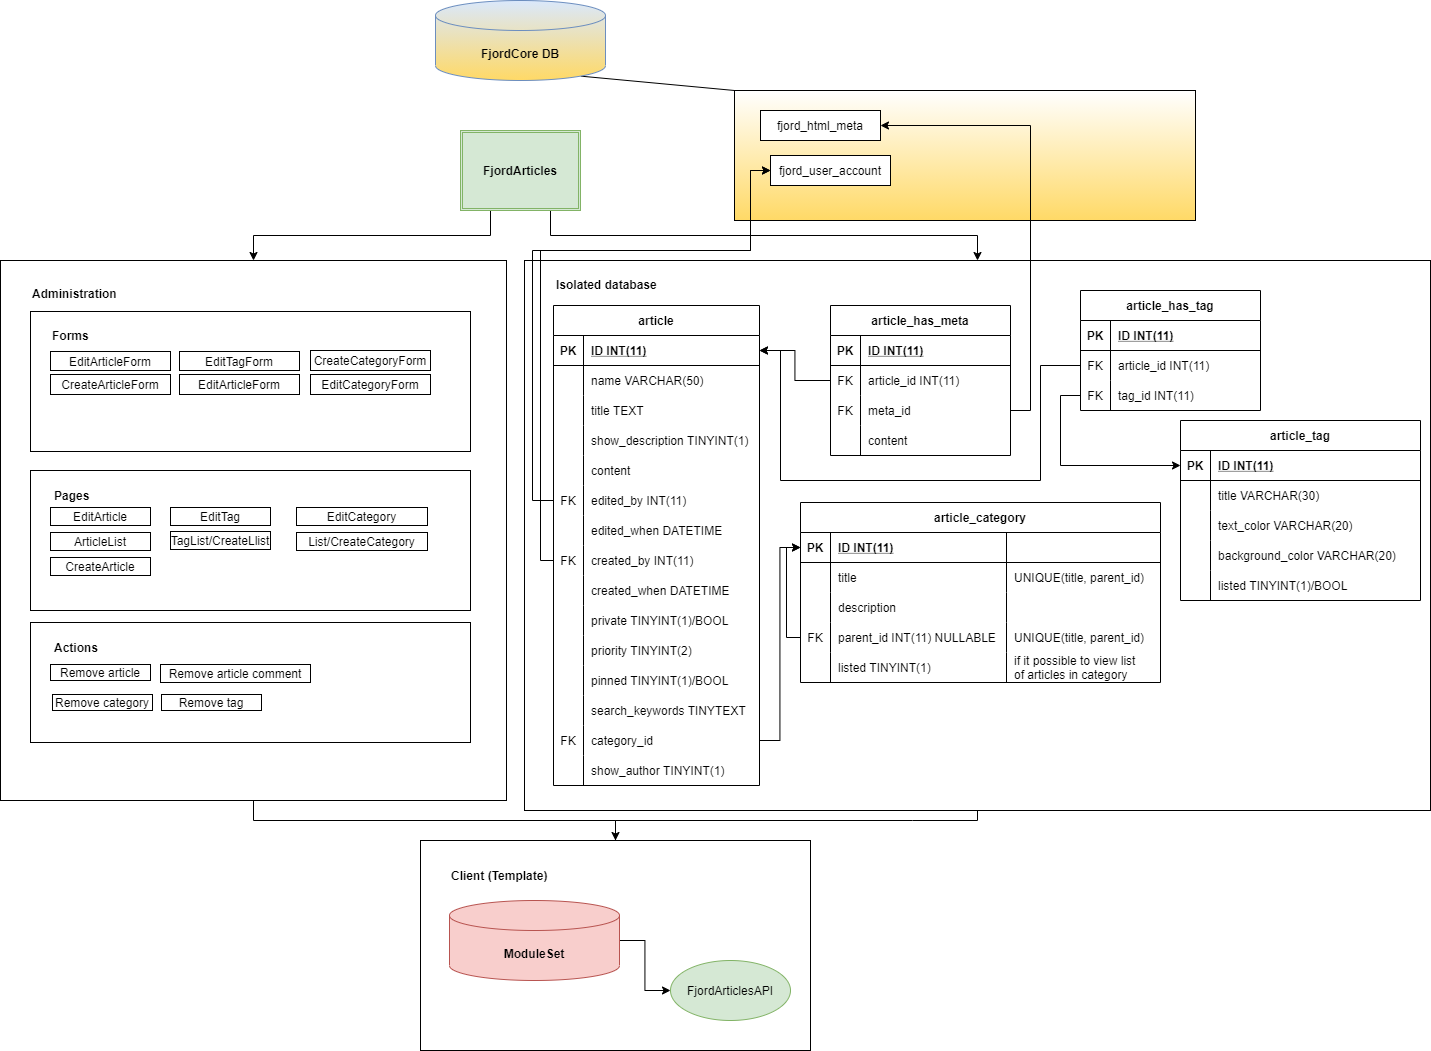 FjordCore DB
fjord_html_meta
fjord_user_account
FjordArticles
Administration
Forms
EditArticleForm
EditTagForm
CreateCategoryForm
CreateArticleForm
EditArticleForm
EditCategoryForm
Pages
EditArticle
EditTag
EditCategory
ArticleList
TagList/CreateLlist
List/CreateCategory
CreateArticle
Actions
Remove article
Remove article comment
Remove category
Remove tag
Isolated database
article
PK ID INT(11)
name VARCHAR(50)
title TEXT
show_description TINYINT(1)
content
FK edited_by INT(11)
edited_when DATETIME
FK created_by INT(11)
created_when DATETIME
private TINYINT(1)/BOOL
priority TINYINT(2)
pinned TINYINT(1)/BOOL
search_keywords TINYTEXT
FK category_id
show_author TINYINT(1)
article_has_meta
PK ID INT(11)
FK article_id INT(11)
FK meta_id
content
article_has_tag
PK ID INT(11)
FK article_id INT(11)
FK tag_id INT(11)
article_tag
PK ID INT(11)
title VARCHAR(30)
text_color VARCHAR(20)
background_color VARCHAR(20)
listed TINYINT(1)/BOOL
article_category
PK ID INT(11)
title UNIQUE(title, parent_id)
description
FK parent_id INT(11) NULLABLE UNIQUE(title, parent_id)
listed TINYINT(1) if it possible to view list
of articles in category
Client (Template)
ModuleSet
FjordArticlesAPI